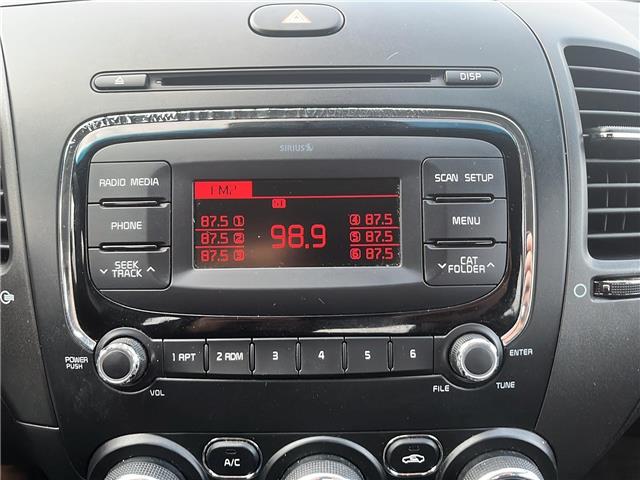 DISP
SIRIUS
RADIO MEDIA
SCAN SETUP
PHONE
MENU
SEEK
TRACK
CAT
FOLDER
87.5 1
4 87.5
87.5 2
98.9
5 87.5
87.5 3
6 87.5
POWER
PUSH
1 RPT
2 RDM
3
4
5
6
ENTER
VOL
FILE
TUNE
A/C